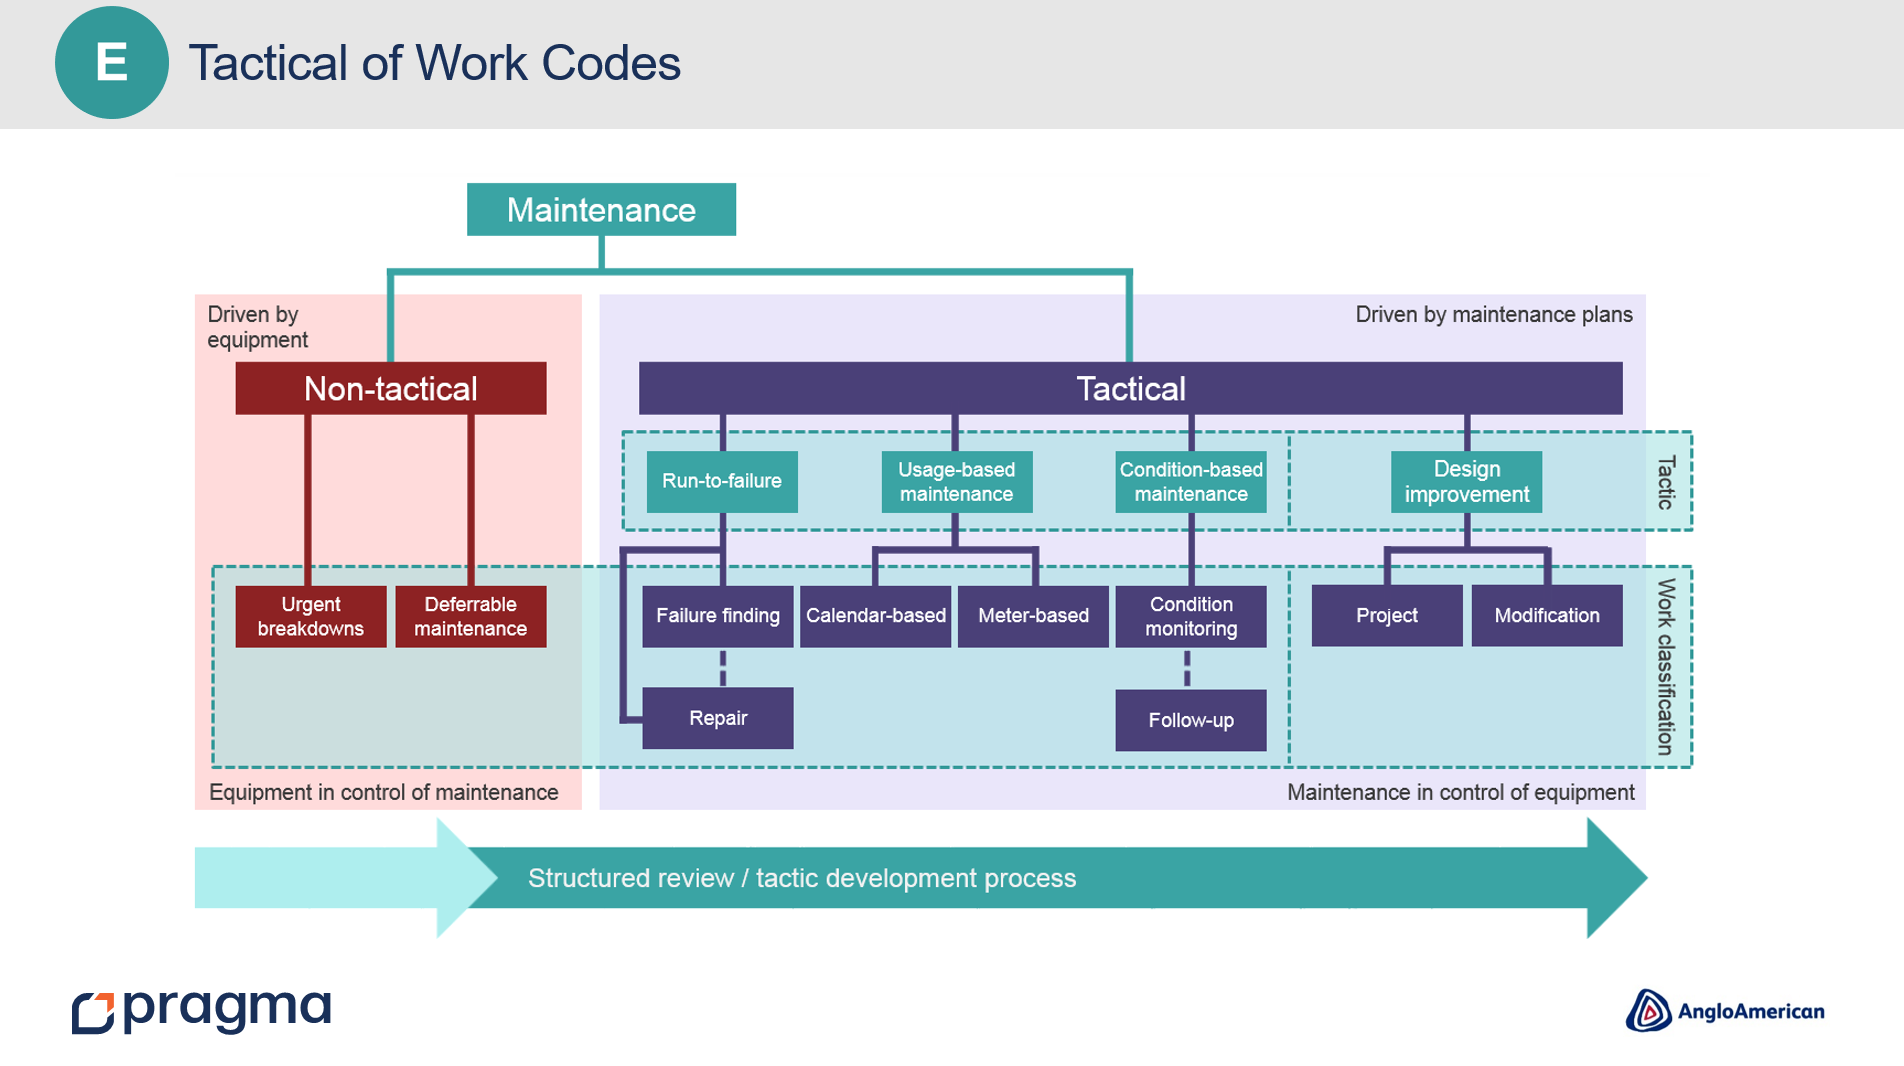 E
Tactical of Work Codes
Maintenance
Driven by
equipment
Driven by maintenance plans
Non-tactical
Tactical
Run-to-failure
Usage-based
maintenance
Condition-based
maintenance
Design
improvement
Tactic
Urgent
breakdowns
Deferrable
maintenance
Failure finding
Calendar-based
Meter-based
Condition
monitoring
Project
Modification
Work classification
Repair
Follow-up
Equipment in control of maintenance
Maintenance in control of equipment
Structured review / tactic development process
pragma
AngloAmerican